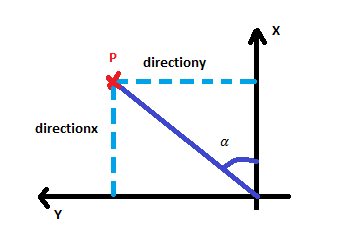 X
P
directiony
directionx
α
Y